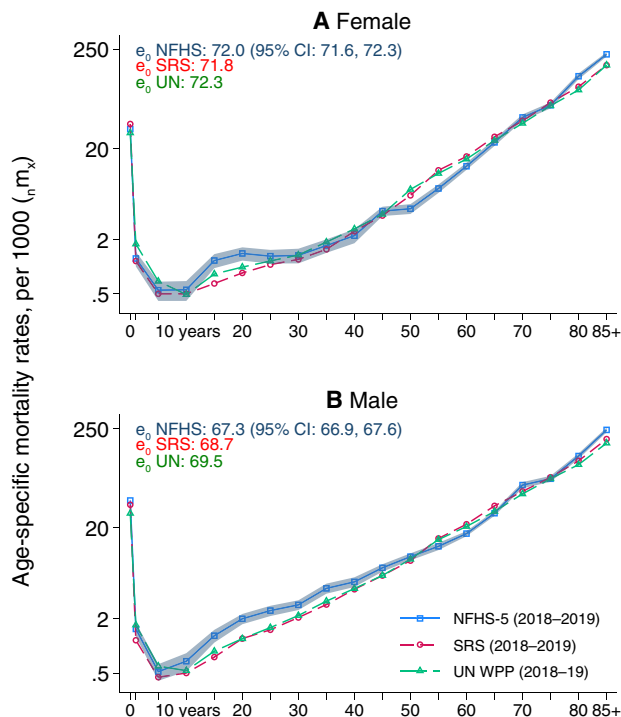 A Female
e0 NFHS: 72.0 (95% CI: 71.6, 72.3)
e0 SRS: 71.8
e0 UN: 72.3
250
20
2
.5
0 10 years 20 30 40 50 60 70 80 85+
Age-specific mortality rates, per 1000 (nmx)
B Male
e0 NFHS: 67.3 (95% CI: 66.9, 67.6)
e0 SRS: 68.7
e0 UN: 69.5
250
20
2
.5
NFHS-5 (2018–2019)
SRS (2018–2019)
UN WPP (2018–19)
0 10 years 20 30 40 50 60 70 80 85+